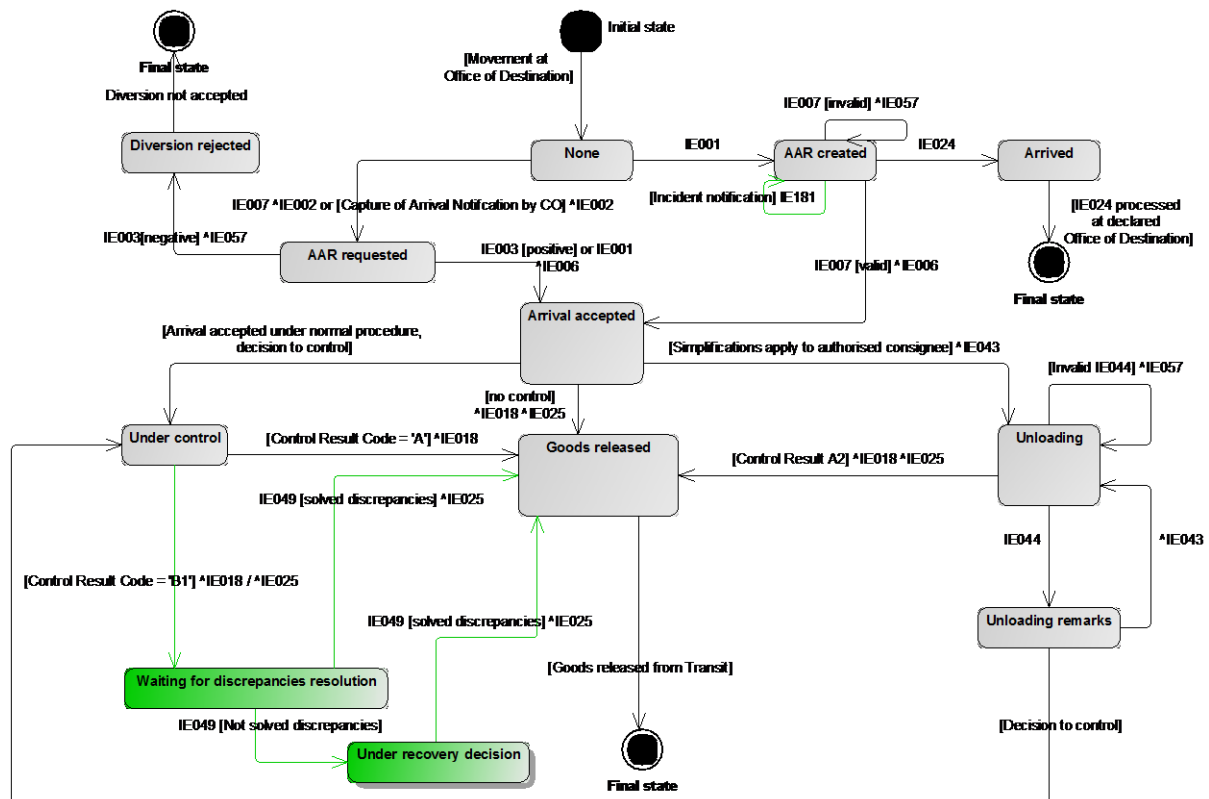 Initial state
[Movement at
Office of Destination]
Final state
Diversion not accepted
IE007 [invalid] ^IE057
Diversion rejected
None
IE001
AAR created
IE024
Arrived
[Incident notification] IE181
IE007 ^IE002 or [Capture of Arrival Notifcation by CO] ^IE002
[IE024 processed
at declared
Office of Destination]
IE003[negative] ^IE057
AAR requested
IE003 [positive] or IE001
^IE006
IE007 [valid] ^IE006
Final state
Arrival accepted
[Arrival accepted under normal procedure,
decision to control]
[Simplifications apply to authorised consignee] ^IE043
[Invalid IE044] ^IE057
[no control]
^IE018 ^IE025
Under control
[Control Result Code = 'A'] ^IE018
Goods released
[Control Result A2] ^IE018 ^IE025
Unloading
IE049 [solved discrepancies] ^IE025
IE044
^IE043
[Control Result Code = 'B1'] ^IE018 / ^IE025
IE049 [solved discrepancies] ^IE025
Unloading remarks
[Goods released from Transit]
Waiting for discrepancies resolution
IE049 [Not solved discrepancies]
[Decision to control]
Under recovery decision
Final state